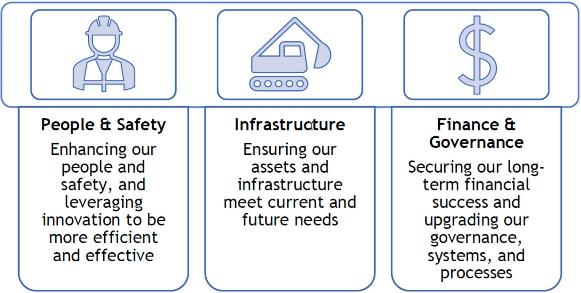 People & Safety
Enhancing our
people and
safety, and
leveraging
innovation to be
more efficient
and effective
Infrastructure
Ensuring our
assets and
infrastructure
meet current and
future needs
Finance &
Governance
Securing our long-
term financial
success and
upgrading our
governance,
systems, and
processes